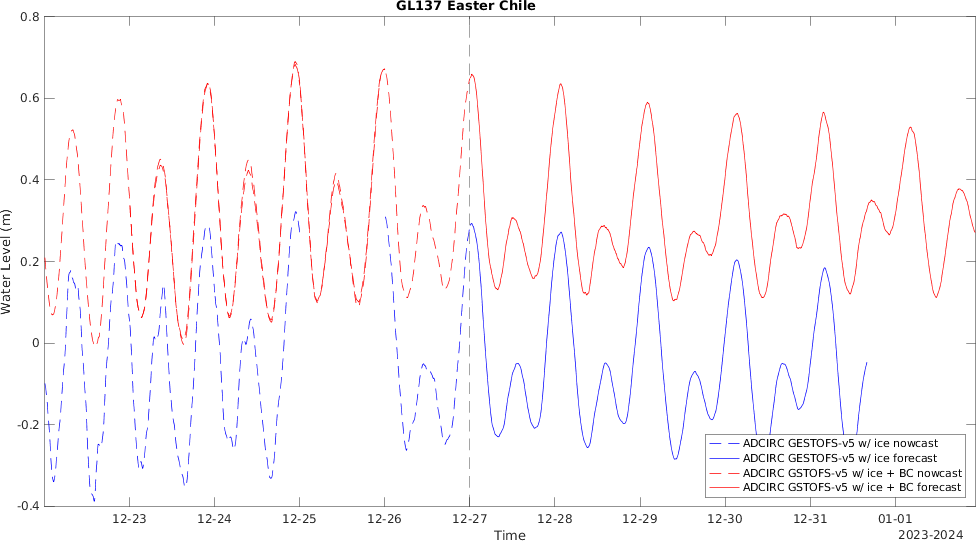 GL137 Easter Chile
0.8
0.6
0.4
0.2
0
-0.2
-0.4
Water Level (m)
12-23
12-24
12-25
12-26
12-27
12-28
12-29
12-30
12-31
01-01
Time
2023-2024
ADCIRC GESTOFS-v5 w/ ice nowcast
ADCIRC GESTOFS-v5 w/ ice forecast
ADCIRC GSTOFS-v5 w/ ice + BC nowcast
ADCIRC GSTOFS-v5 w/ ice + BC forecast